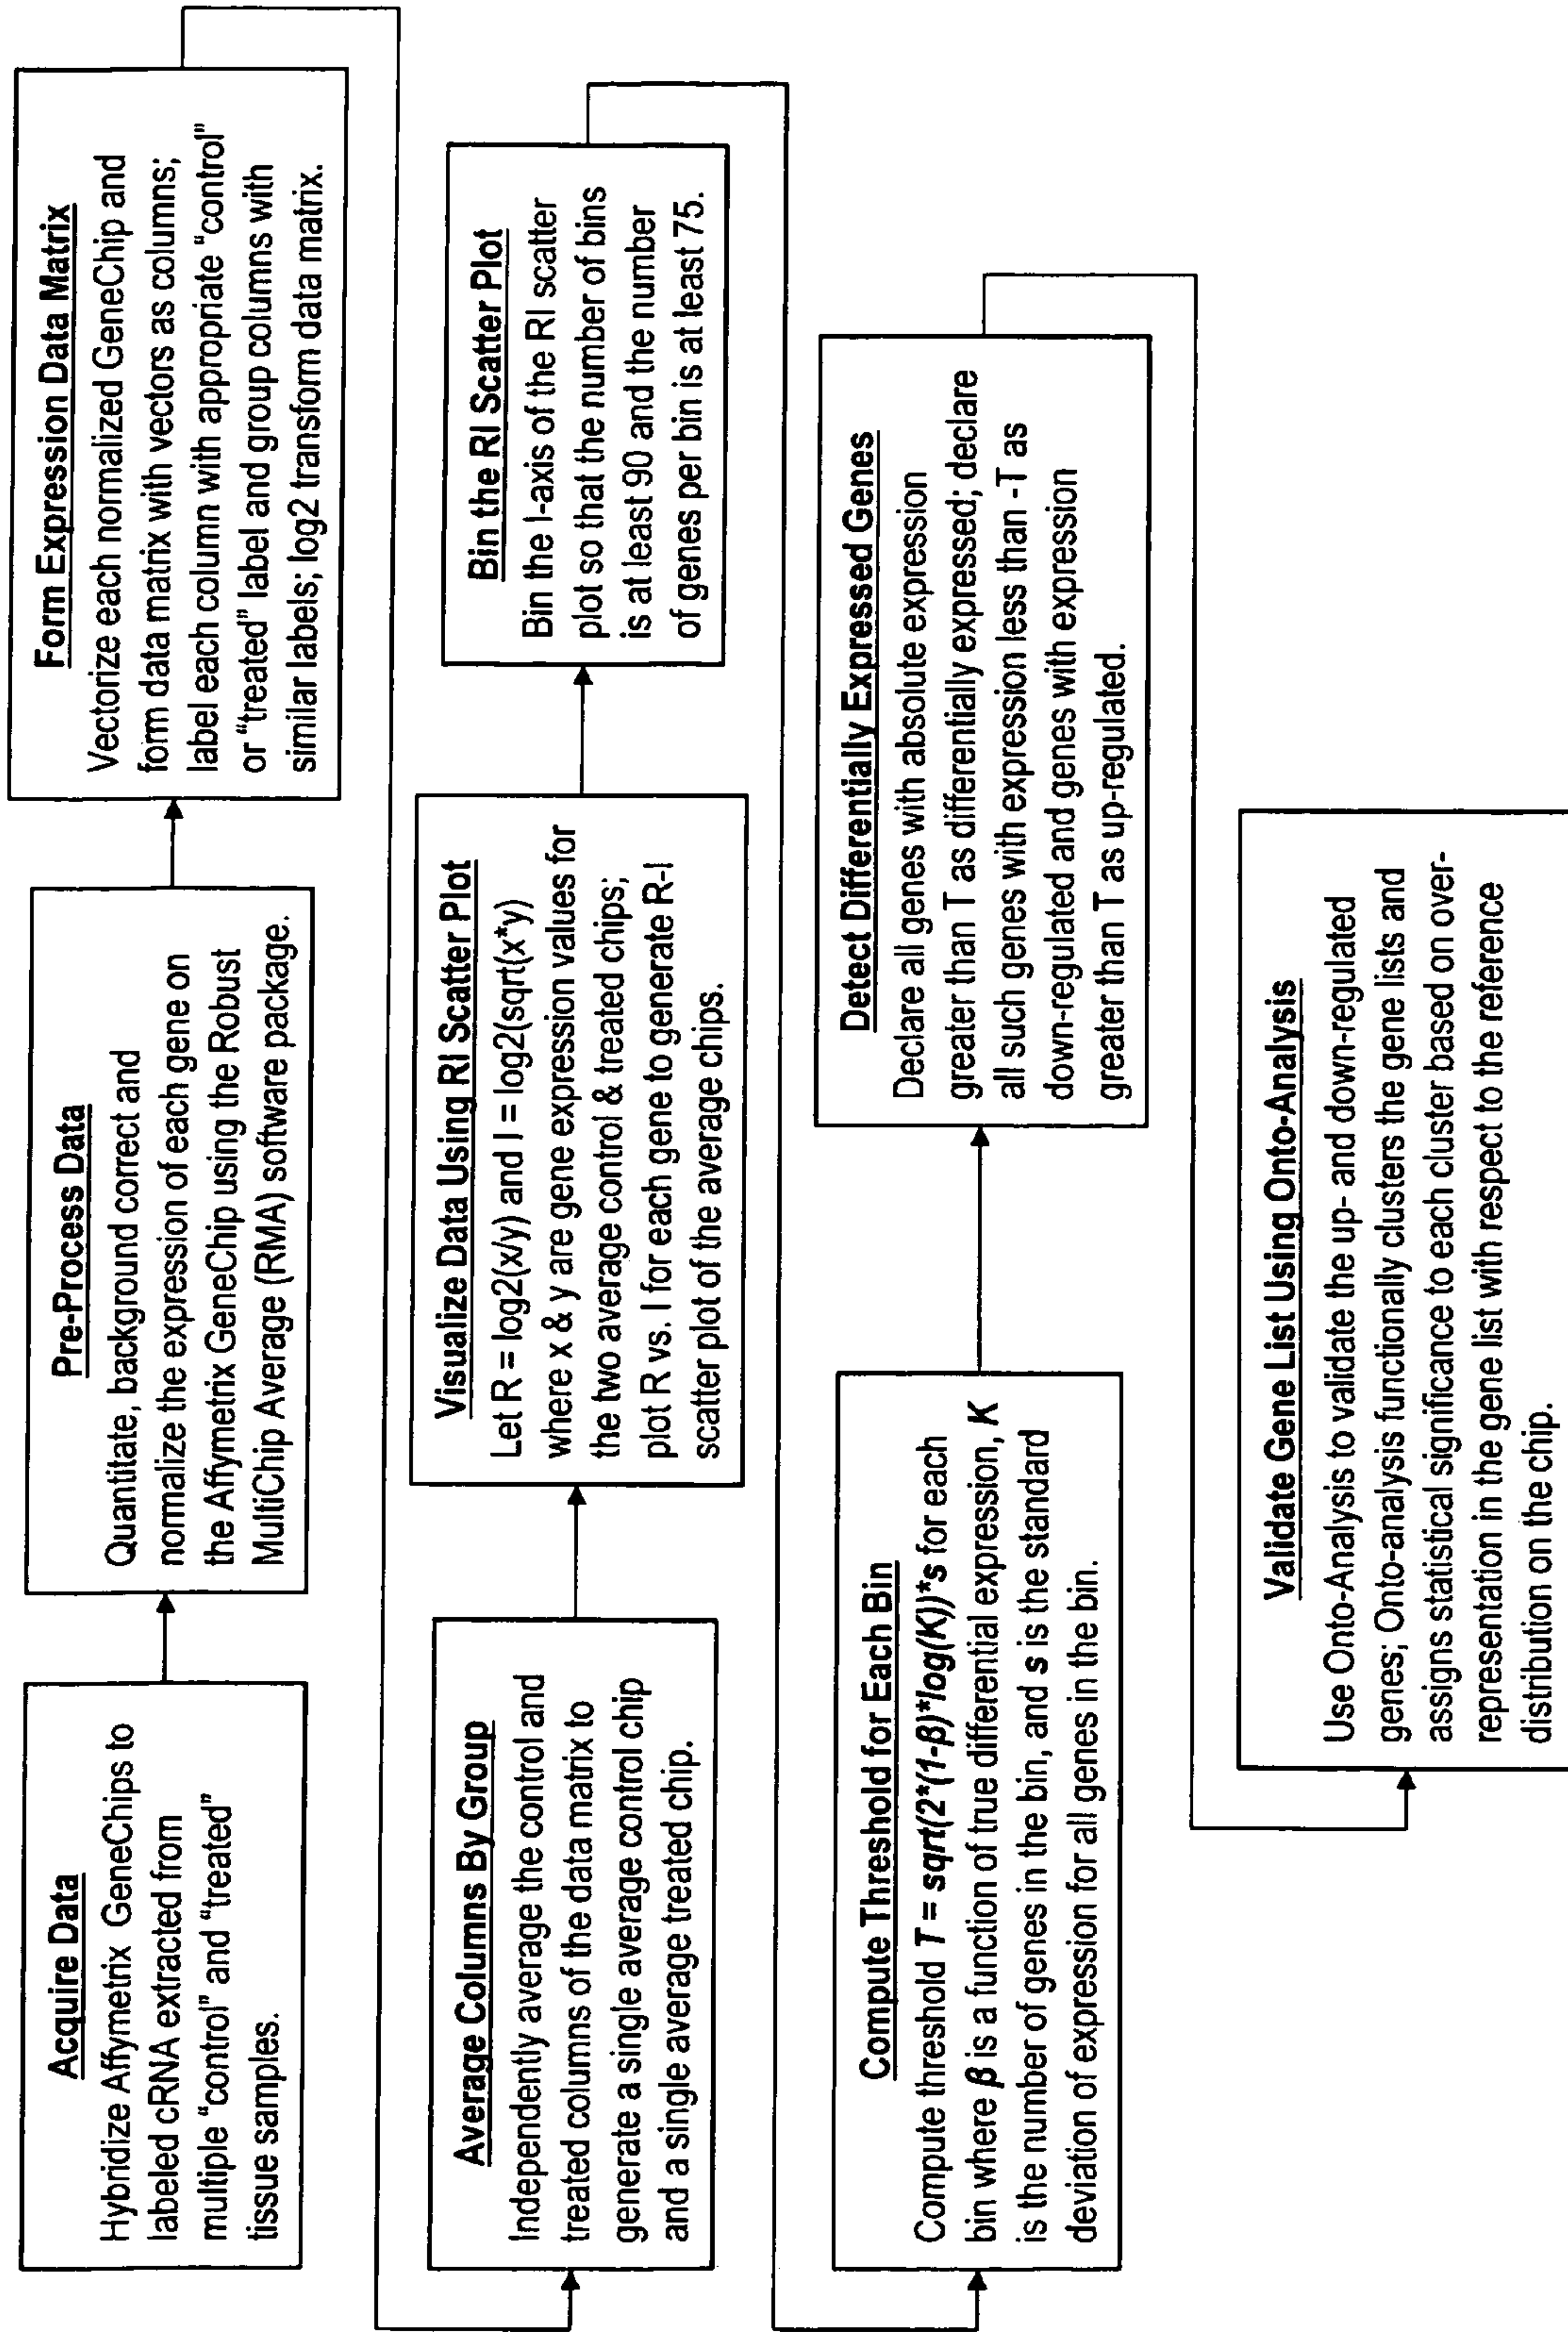 Acquire Data
Hybridize Affymetrix GeneChips to
labeled cRNA extracted from
multiple “control” and “treated”
tissue samples.
Pre-Process Data
Quantitate, background correct and
normalize the expression of each gene on
the Affymetrix GeneChip using the Robust
MultiChip Average (RMA) software package.
Form Expression Data Matrix
Vectorize each normalized GeneChip and
form data matrix with vectors as columns;
label each column with appropriate “control”
or “treated” label and group columns with
similar labels; log2 transform data matrix.
Average Columns By Group
Independently average the control and
treated columns of the data matrix to
generate a single average control chip
and a single average treated chip.
Visualize Data Using RI Scatter Plot
Let R = log2(x/y) and I = log2(sqrt(x*y)
where x & y are gene expression values for
the two average control & treated chips;
plot R vs. I for each gene to generate R-I
scatter plot of the average chips.
Bin the RI Scatter Plot
Bin the I-axis of the RI scatter
plot so that the number of bins
is at least 90 and the number
of genes per bin is at least 75.
Compute Threshold for Each Bin
Compute threshold T = sqrt(2*(1-β)*log(K))*s for each
bin where β is a function of true differential expression, K
is the number of genes in the bin, and s is the standard
deviation of expression for all genes in the bin.
Detect Differentially Expressed Genes
Declare all genes with absolute expression
greater than T as differentially expressed; declare
all such genes with expression less than -T as
down-regulated and genes with expression
greater than T as up-regulated.
Validate Gene List Using Onto-Analysis
Use Onto-Analysis to validate the up- and down-regulated
genes; Onto-analysis functionally clusters the gene lists and
assigns statistical significance to each cluster based on over-
representation in the gene list with respect to the reference
distribution on the chip.